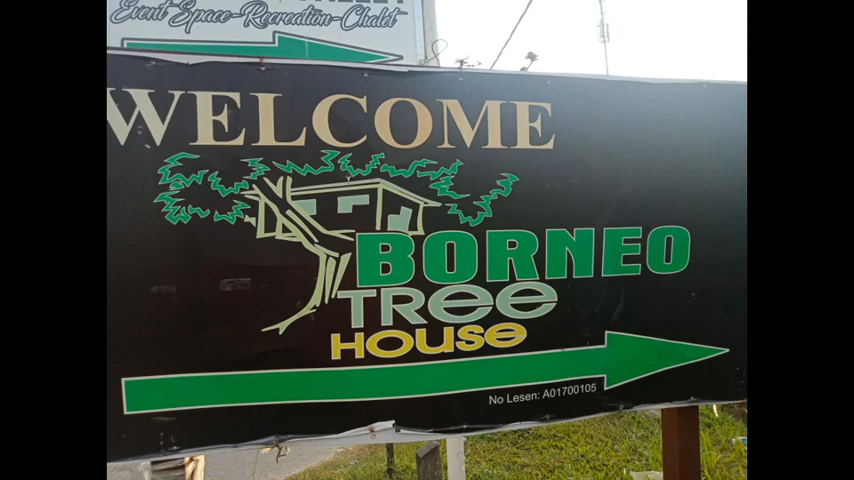 Event Space-Recreation-Chalet
WELCOME
BORNEO
TREE
HOUSE
No Lesen: A01700105